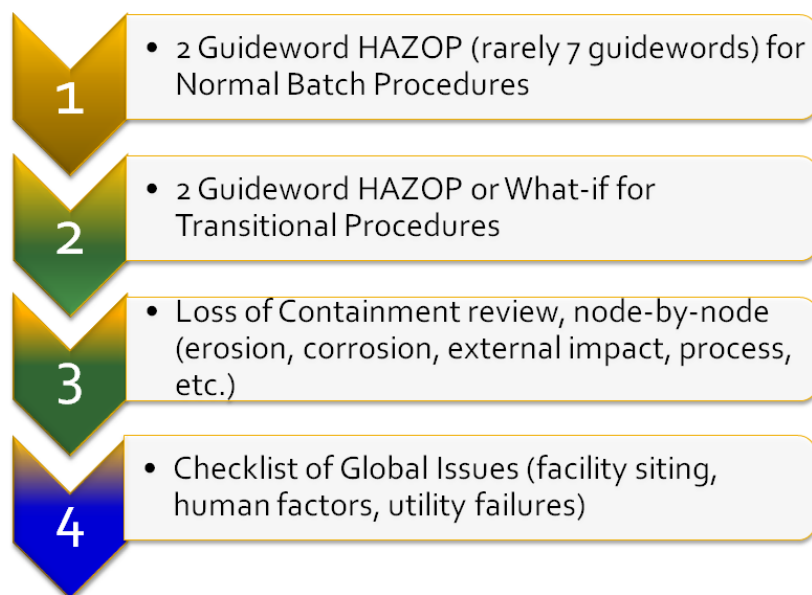 1
• 2 Guideword HAZOP (rarely 7 guidewords) for
Normal Batch Procedures
2
• 2 Guideword HAZOP or What-if for
Transitional Procedures
3
• Loss of Containment review, node-by-node
(erosion, corrosion, external impact, process,
etc.)
4
• Checklist of Global Issues (facility siting,
human factors, utility failures)